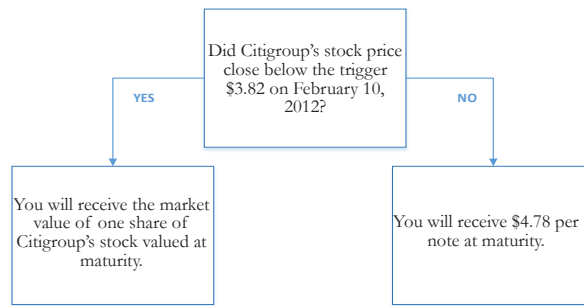 Did Citigroup's stock price
close below the trigger
$3.82 on February 10,
2012?
YES
NO
You will receive the market
value of one share of
Citigroup's stock valued at
maturity.
You will receive $4.78 per
note at maturity.